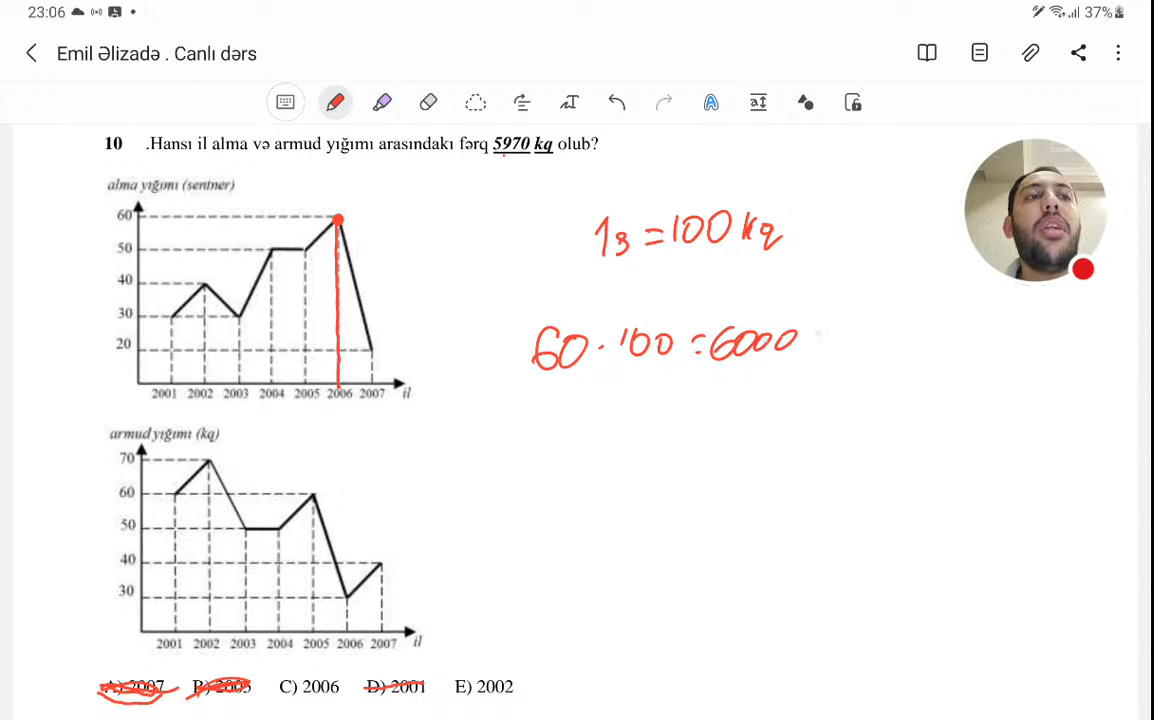 23:06
37%
Emil Əlizadə . Canlı dərs
10 .Hansı il alma və armud yığımı arasındakı fərq 5970 kq olub?
alma yığımı (sentner)
60
50
40
30
20
2001 2002 2003 2004 2005 2006 2007 il
1s = 100 kq
60 · 100 = 6000
armud yığımı (kq)
70
60
50
40
30
2001 2002 2003 2004 2005 2006 2007 il
A) 2007 B) 2005 C) 2006 D) 2001 E) 2002